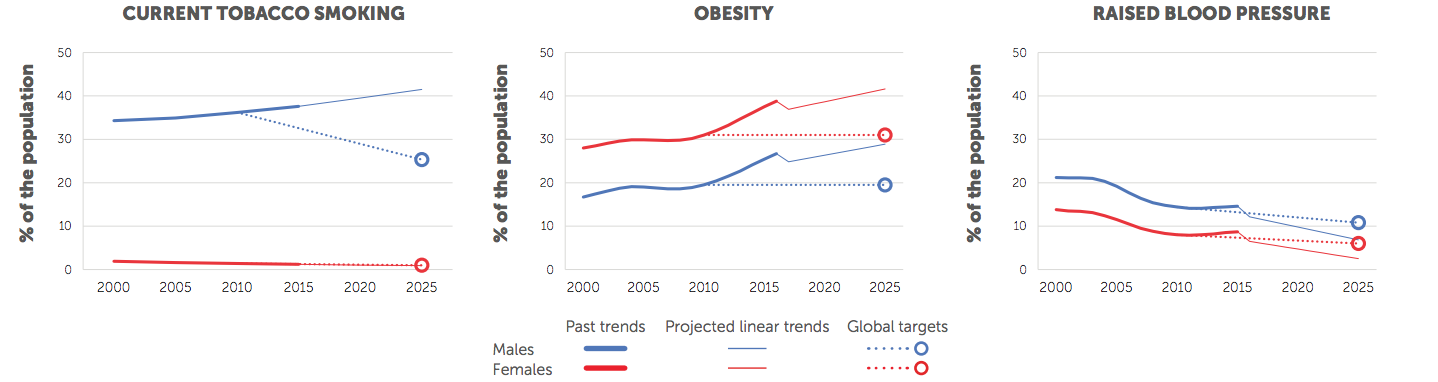 CURRENT TOBACCO SMOKING
% of the population
50
40
30
20
10
0
2000 2005 2010 2015 2020 2025
OBESITY
% of the population
50
40
30
20
10
0
2000 2005 2010 2015 2020 2025
RAISED BLOOD PRESSURE
% of the population
50
40
30
20
10
0
2000 2005 2010 2015 2020 2025
Past trends Projected linear trends Global targets
Males
Females